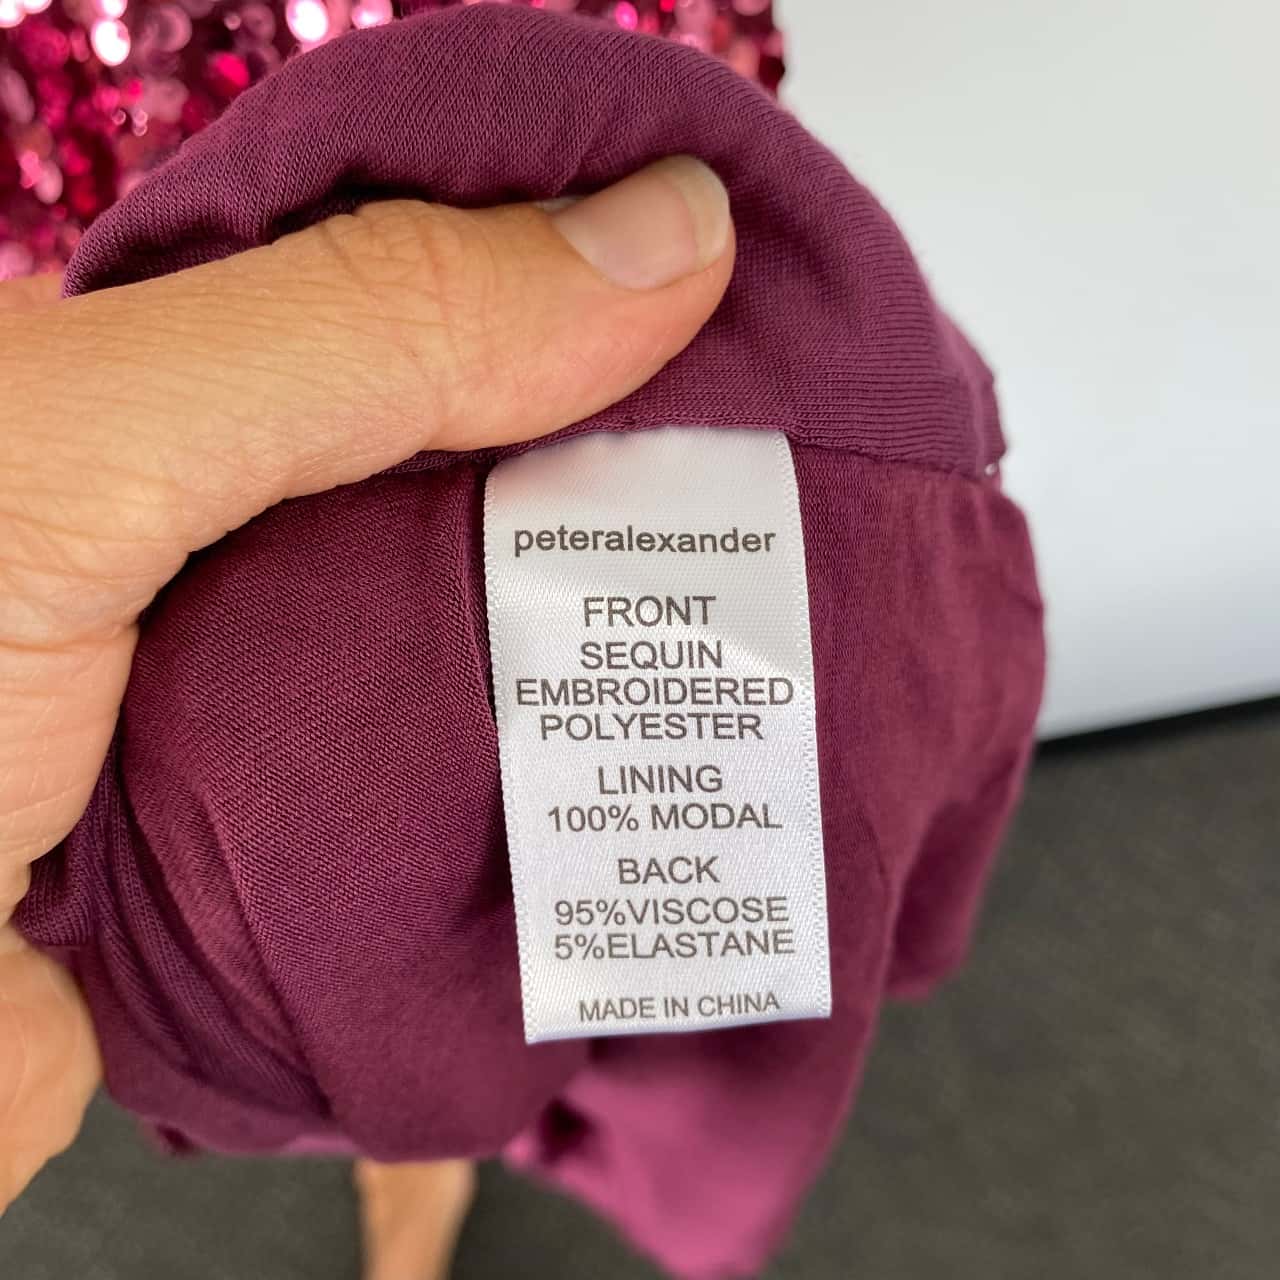 peteralexander
FRONT
SEQUIN
EMBROIDERED
POLYESTER
LINING
100% MODAL
BACK
95%VISCOSE
5%ELASTANE
MADE IN CHINA